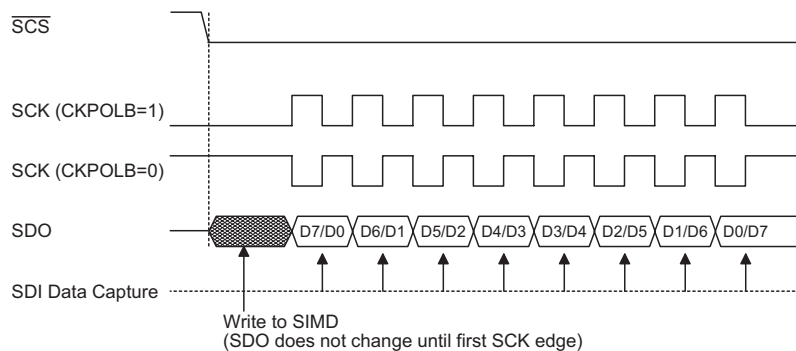 SCS
SCK (CKPOLB=1)
SCK (CKPOLB=0)
SDO
D7/D0 D6/D1 D5/D2 D4/D3 D3/D4 D2/D5 D1/D6 D0/D7
SDI Data Capture
Write to SIMD
(SDO does not change until first SCK edge)